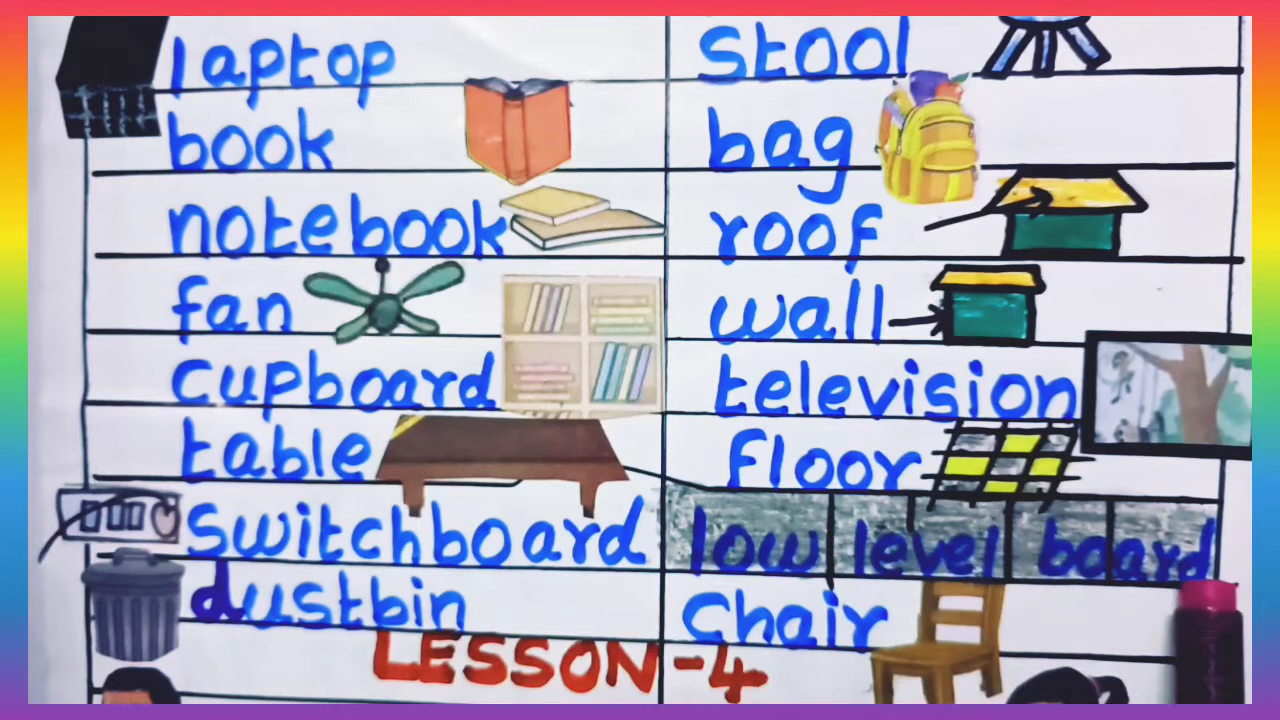 laptop
book
notebook
fan
cupboard
table
switchboard
dustbin
stool
bag
roof
wall
television
floor
low level board
chair
LESSON-4